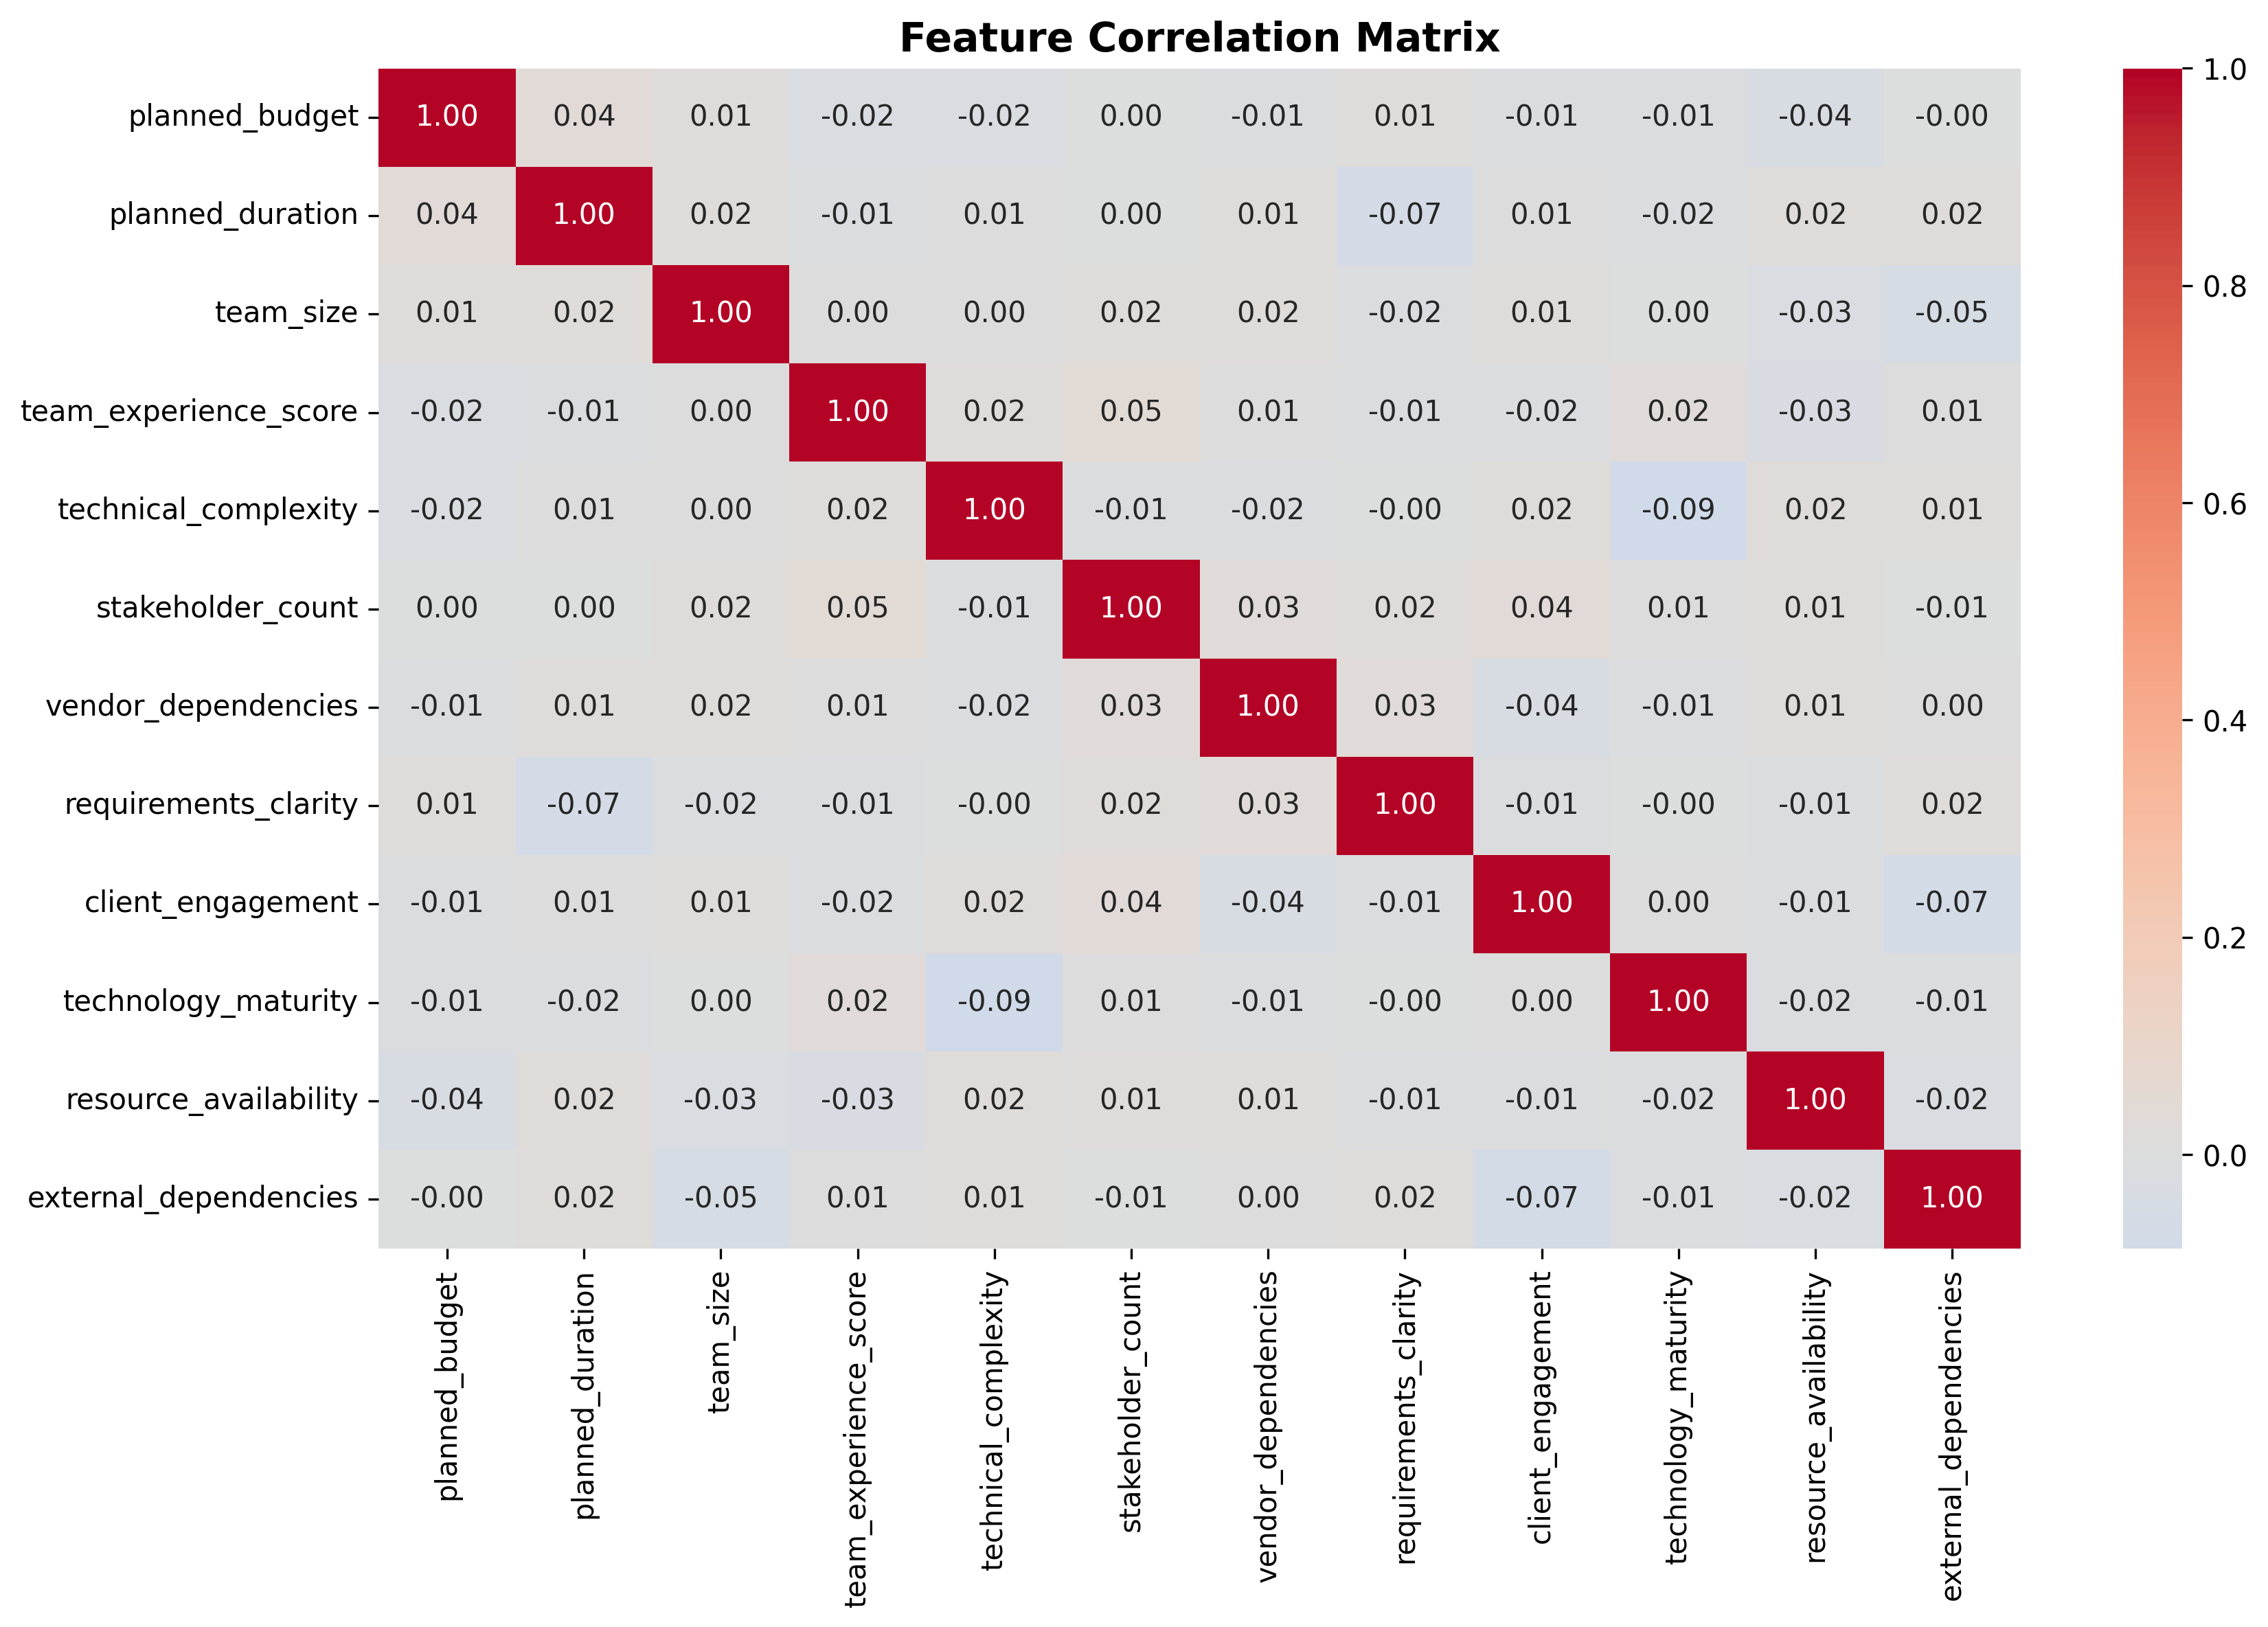 Feature Correlation Matrix
planned_budget 1.00 0.04 0.01 -0.02 -0.02 0.00 -0.01 0.01 -0.01 -0.01 -0.04 -0.00
planned_duration 0.04 1.00 0.02 -0.01 0.01 0.00 0.01 -0.07 0.01 -0.02 0.02 0.02
team_size 0.01 0.02 1.00 0.00 0.00 0.02 0.02 -0.02 0.01 0.00 -0.03 -0.05
team_experience_score -0.02 -0.01 0.00 1.00 0.02 0.05 0.01 -0.01 -0.02 0.02 -0.03 0.01
technical_complexity -0.02 0.01 0.00 0.02 1.00 -0.01 -0.02 -0.00 0.02 -0.09 0.02 0.01
stakeholder_count 0.00 0.00 0.02 0.05 -0.01 1.00 0.03 0.02 0.04 0.01 0.01 -0.01
vendor_dependencies -0.01 0.01 0.02 0.01 -0.02 0.03 1.00 0.03 -0.04 -0.01 0.01 0.00
requirements_clarity 0.01 -0.07 -0.02 -0.01 -0.00 0.02 0.03 1.00 -0.01 -0.00 -0.01 0.02
client_engagement -0.01 0.01 0.01 -0.02 0.02 0.04 -0.04 -0.01 1.00 0.00 -0.01 -0.07
technology_maturity -0.01 -0.02 0.00 0.02 -0.09 0.01 -0.01 -0.00 0.00 1.00 -0.02 -0.01
resource_availability -0.04 0.02 -0.03 -0.03 0.02 0.01 0.01 -0.01 -0.01 -0.02 1.00 -0.02
external_dependencies -0.00 0.02 -0.05 0.01 0.01 -0.01 0.00 0.02 -0.07 -0.01 -0.02 1.00
planned_budget
planned_duration
team_size
team_experience_score
technical_complexity
stakeholder_count
vendor_dependencies
requirements_clarity
client_engagement
technology_maturity
resource_availability
external_dependencies
1.0
0.8
0.6
0.4
0.2
0.0